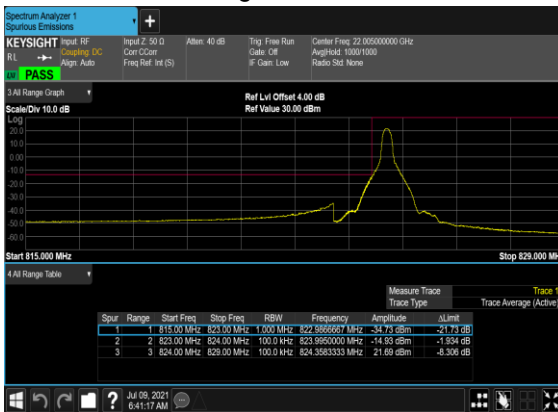 Spectrum Analyzer 1
Spurious Emissions
KEYSIGHT Input: RF Input Z: 50 Ω Atten: 40 dB Trig: Free Run Center Freq: 22.005000000 GHz
RL Coupling: DC Corr CCorr Gate: Off Avg|Hold: 1000/1000
Align: Auto Freq Ref: Int (S) IF Gain: Low Radio Std: None
PASS
3 All Range Graph
Ref Lvl Offset 4.00 dB
Scale/Div 10.0 dB Ref Value 30.00 dBm
Log
20.0
10.0
0.00
-10.0
-20.0
-30.0
-40.0
-50.0
-60.0
Start 815.000 MHz Stop 829.000 MH
4 All Range Table
Measure Trace Trace 1
Trace Type Trace Average (Active)
Spur Range Start Freq Stop Freq RBW Frequency Amplitude ΔLimit
1 1 815.00 MHz 823.00 MHz 1.000 MHz 822.9866667 MHz -34.73 dBm -21.73 dB
2 2 823.00 MHz 824.00 MHz 100.0 kHz 823.9950000 MHz -14.93 dBm -1.934 dB
3 3 824.00 MHz 829.00 MHz 100.0 kHz 824.3583333 MHz 21.69 dBm -8.306 dB
? Jul 09, 2021
6:41:17 AM